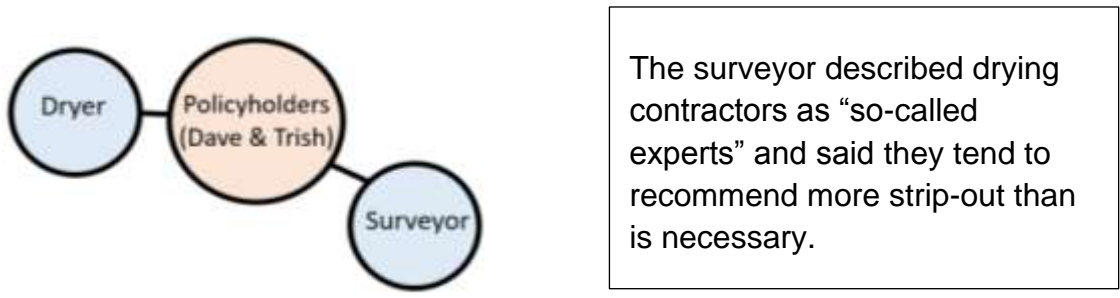 Dryer
Policyholders
(Dave & Trish)
Surveyor
The surveyor described drying
contractors as “so-called
experts” and said they tend to
recommend more strip-out than
is necessary.